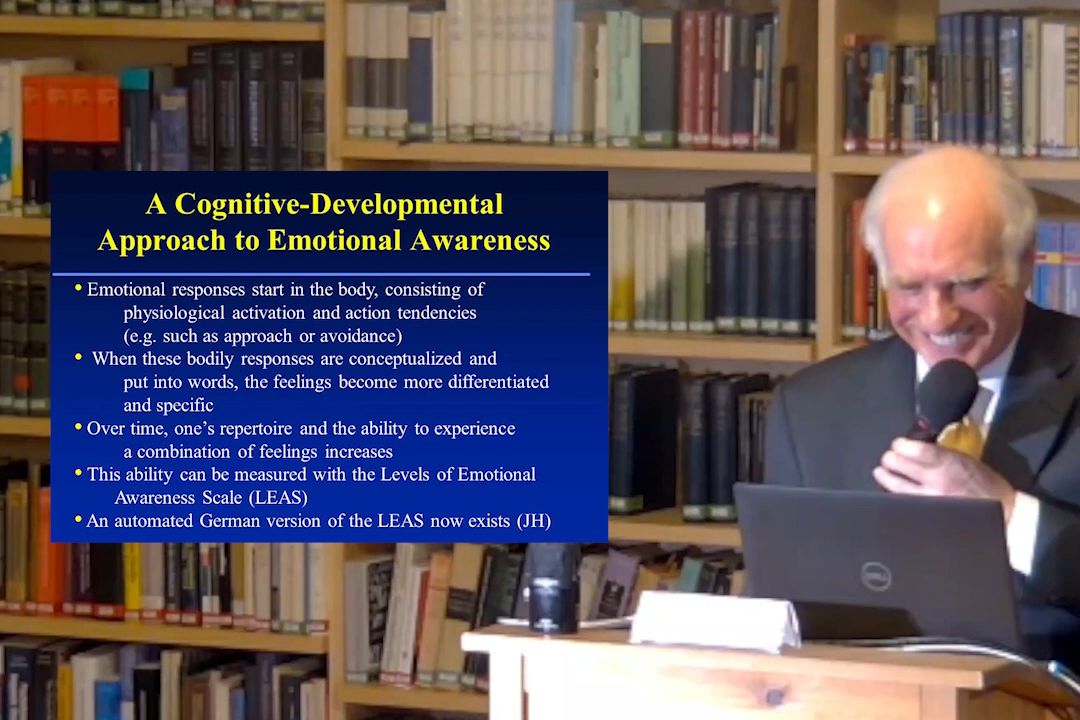 A Cognitive-Developmental
Approach to Emotional Awareness
• Emotional responses start in the body, consisting of
physiological activation and action tendencies
(e.g. such as approach or avoidance)
• When these bodily responses are conceptualized and
put into words, the feelings become more differentiated
and specific
• Over time, one’s repertoire and the ability to experience
a combination of feelings increases
• This ability can be measured with the Levels of Emotional
Awareness Scale (LEAS)
• An automated German version of the LEAS now exists (JH)
DELL